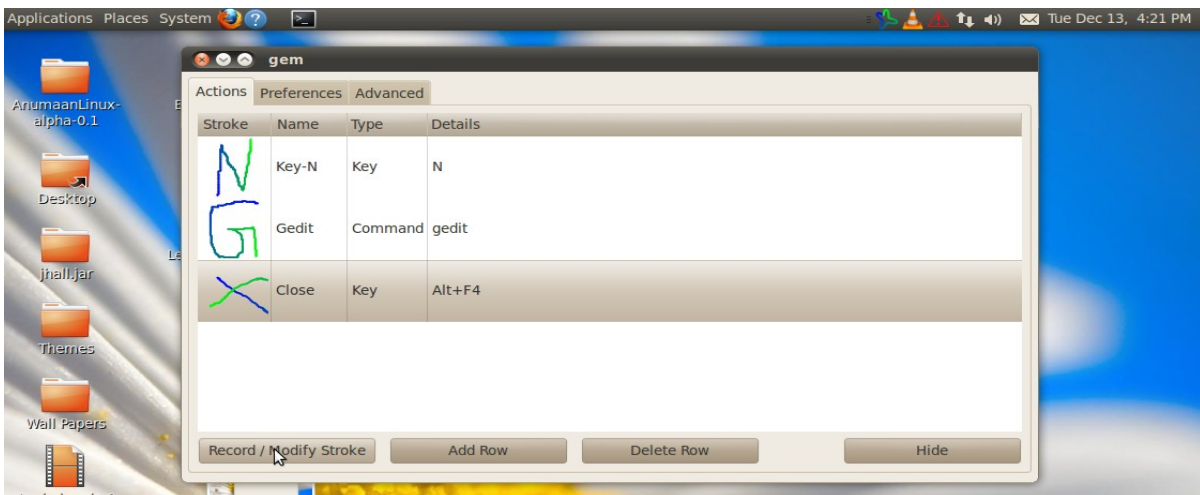 Applications Places System
Tue Dec 13, 4:21 PM
gem
Actions Preferences Advanced
Stroke Name Type Details
Key-N Key N
Gedit Command gedit
Close Key Alt+F4
Record / Modify Stroke Add Row Delete Row Hide
AnumaanLinux-
alpha-0.1
Desktop
jhall.jar
Themes
Wall Papers